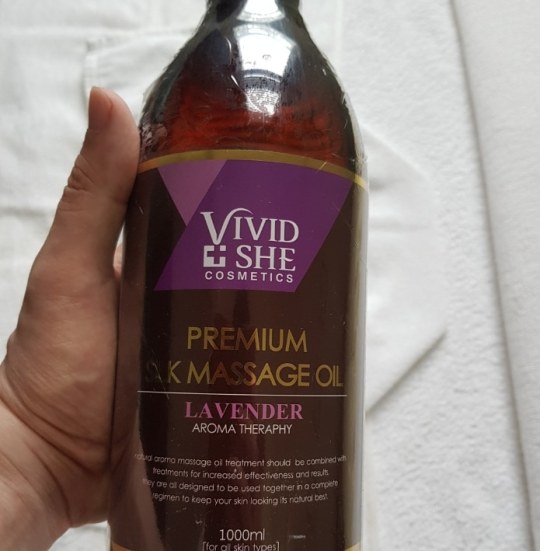 VIVID
SHE
COSMETICS
PREMIUM
MASSAGE OIL
LAVENDER
AROMA THERAPHY
aroma massage oil treatment should be combined with
treatments for increased effectiveness and results.
they are all designed to be used together in a complete
regimen to keep your skin looking its natural best.
1000ml
[for all skin types]